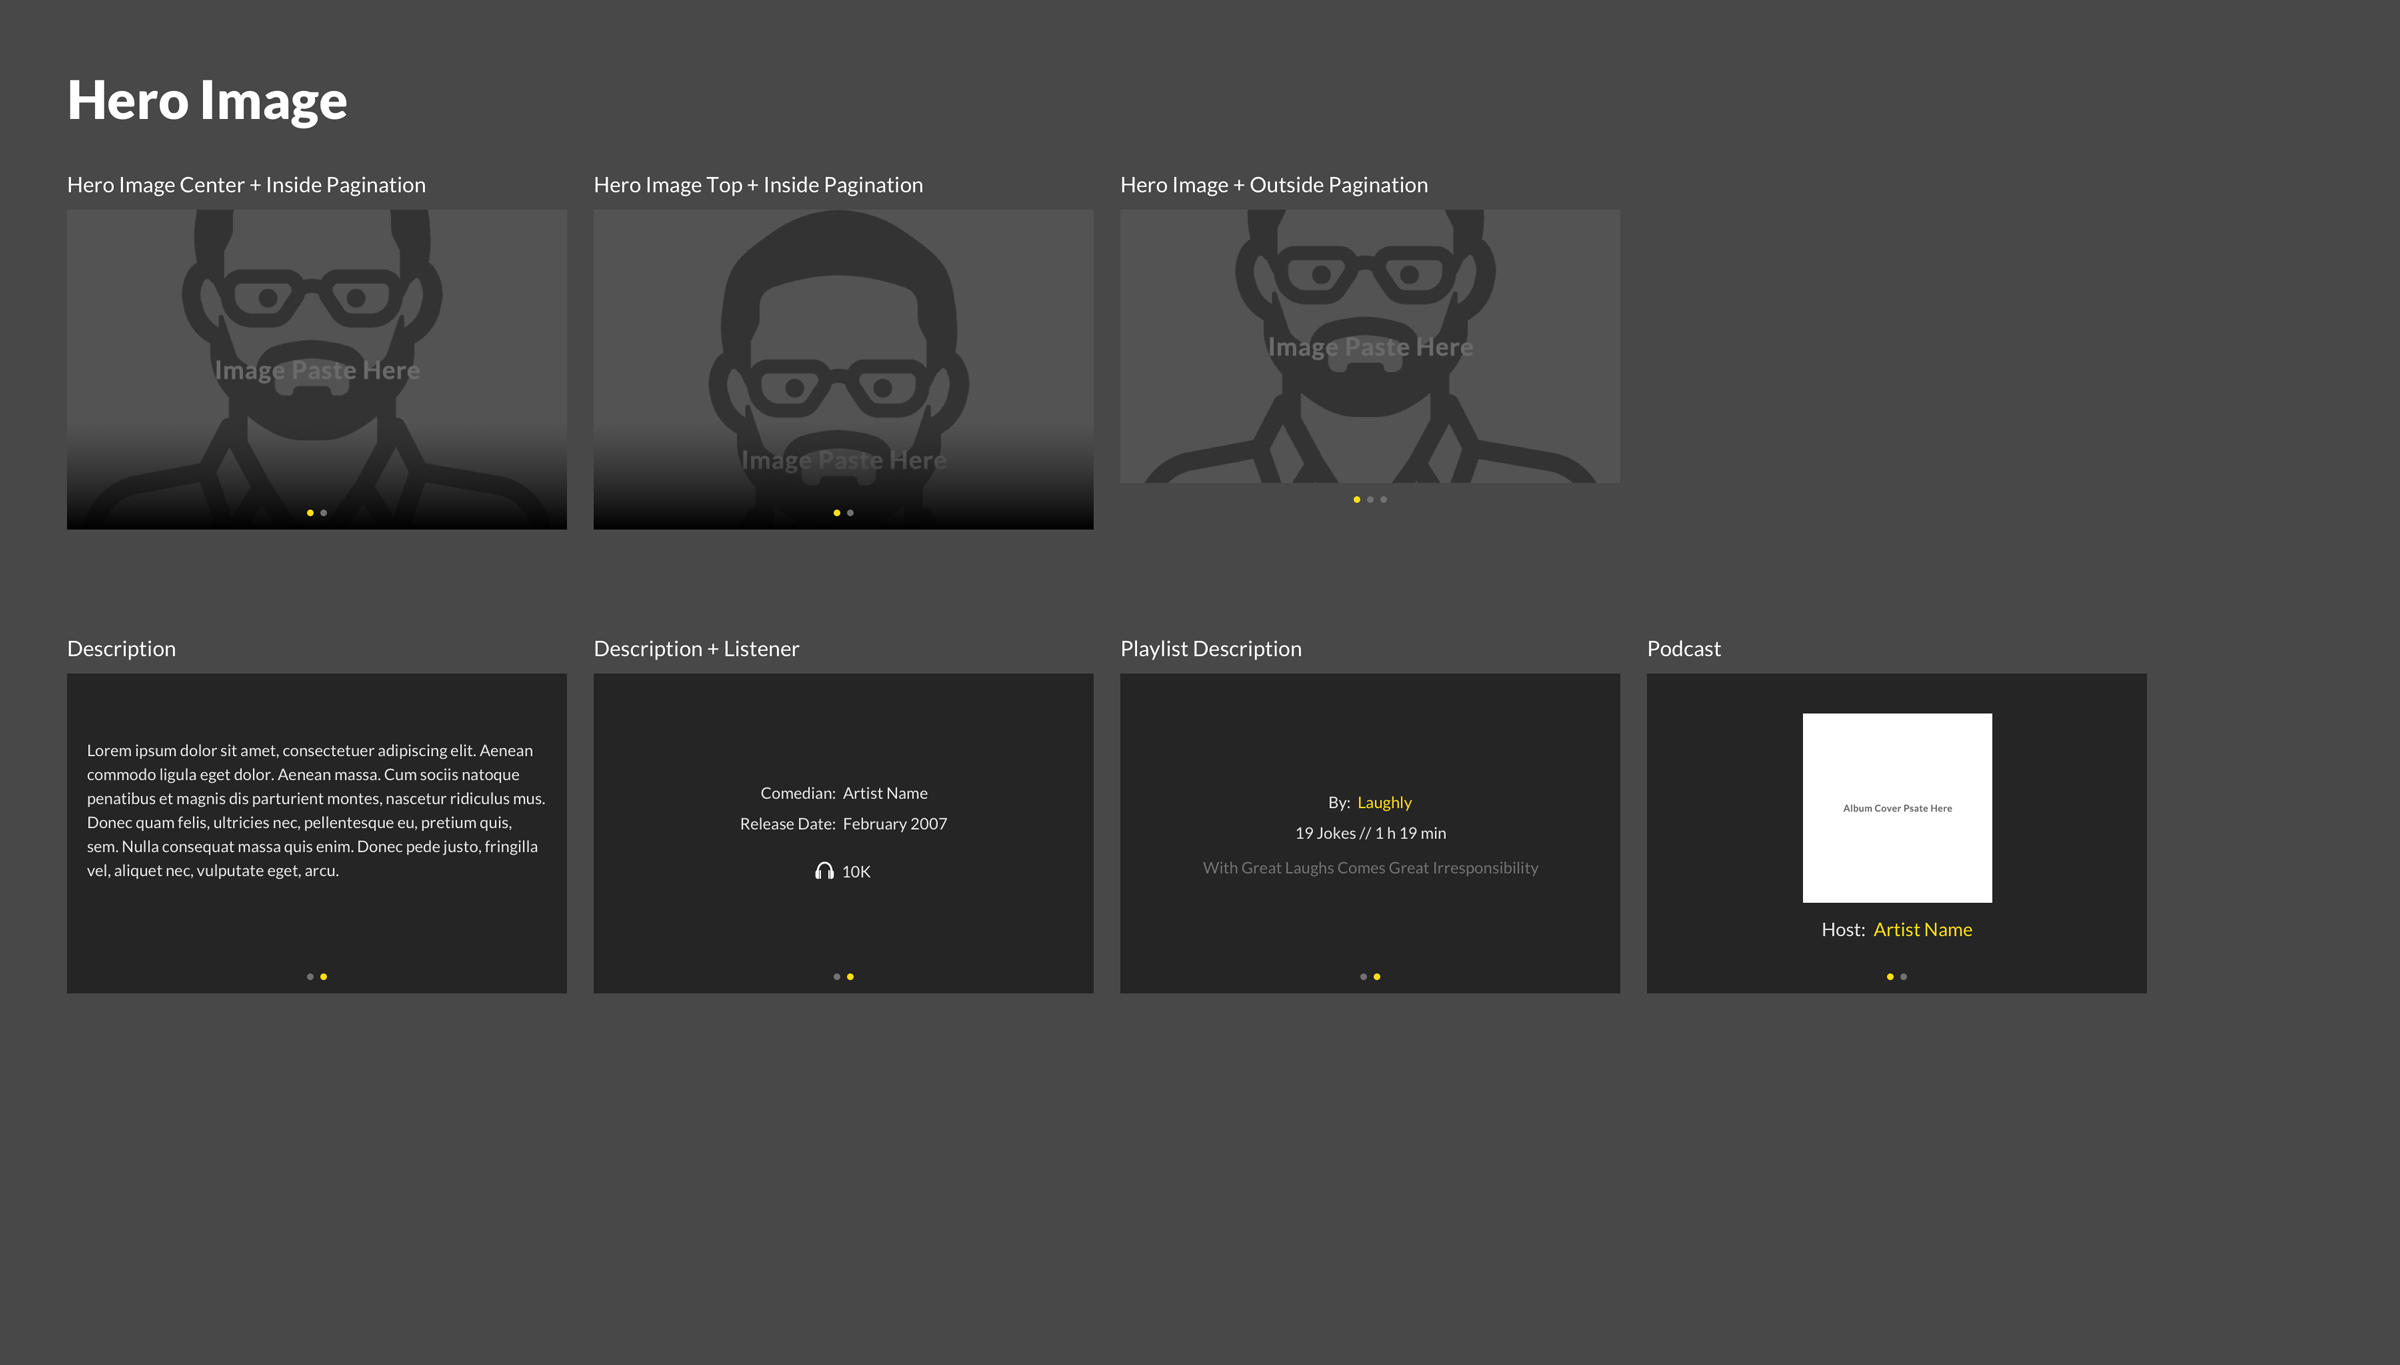 Hero Image
Hero Image Center + Inside Pagination
Hero Image Top + Inside Pagination
Hero Image + Outside Pagination
Image Paste Here
Image Paste Here
Image Paste Here
Description
Description + Listener
Playlist Description
Podcast
Lorem ipsum dolor sit amet, consectetuer adipiscing elit. Aenean
commodo ligula eget dolor. Aenean massa. Cum sociis natoque
penatibus et magnis dis parturient montes, nascetur ridiculus mus.
Donec quam felis, ultricies nec, pellentesque eu, pretium quis,
sem. Nulla consequat massa quis enim. Donec pede justo, fringilla
vel, aliquet nec, vulputate eget, arcu.
Comedian: Artist Name
Release Date: February 2007
10K
By: Laughly
19 Jokes // 1 h 19 min
With Great Laughs Comes Great Irresponsibility
Album Cover Psate Here
Host: Artist Name